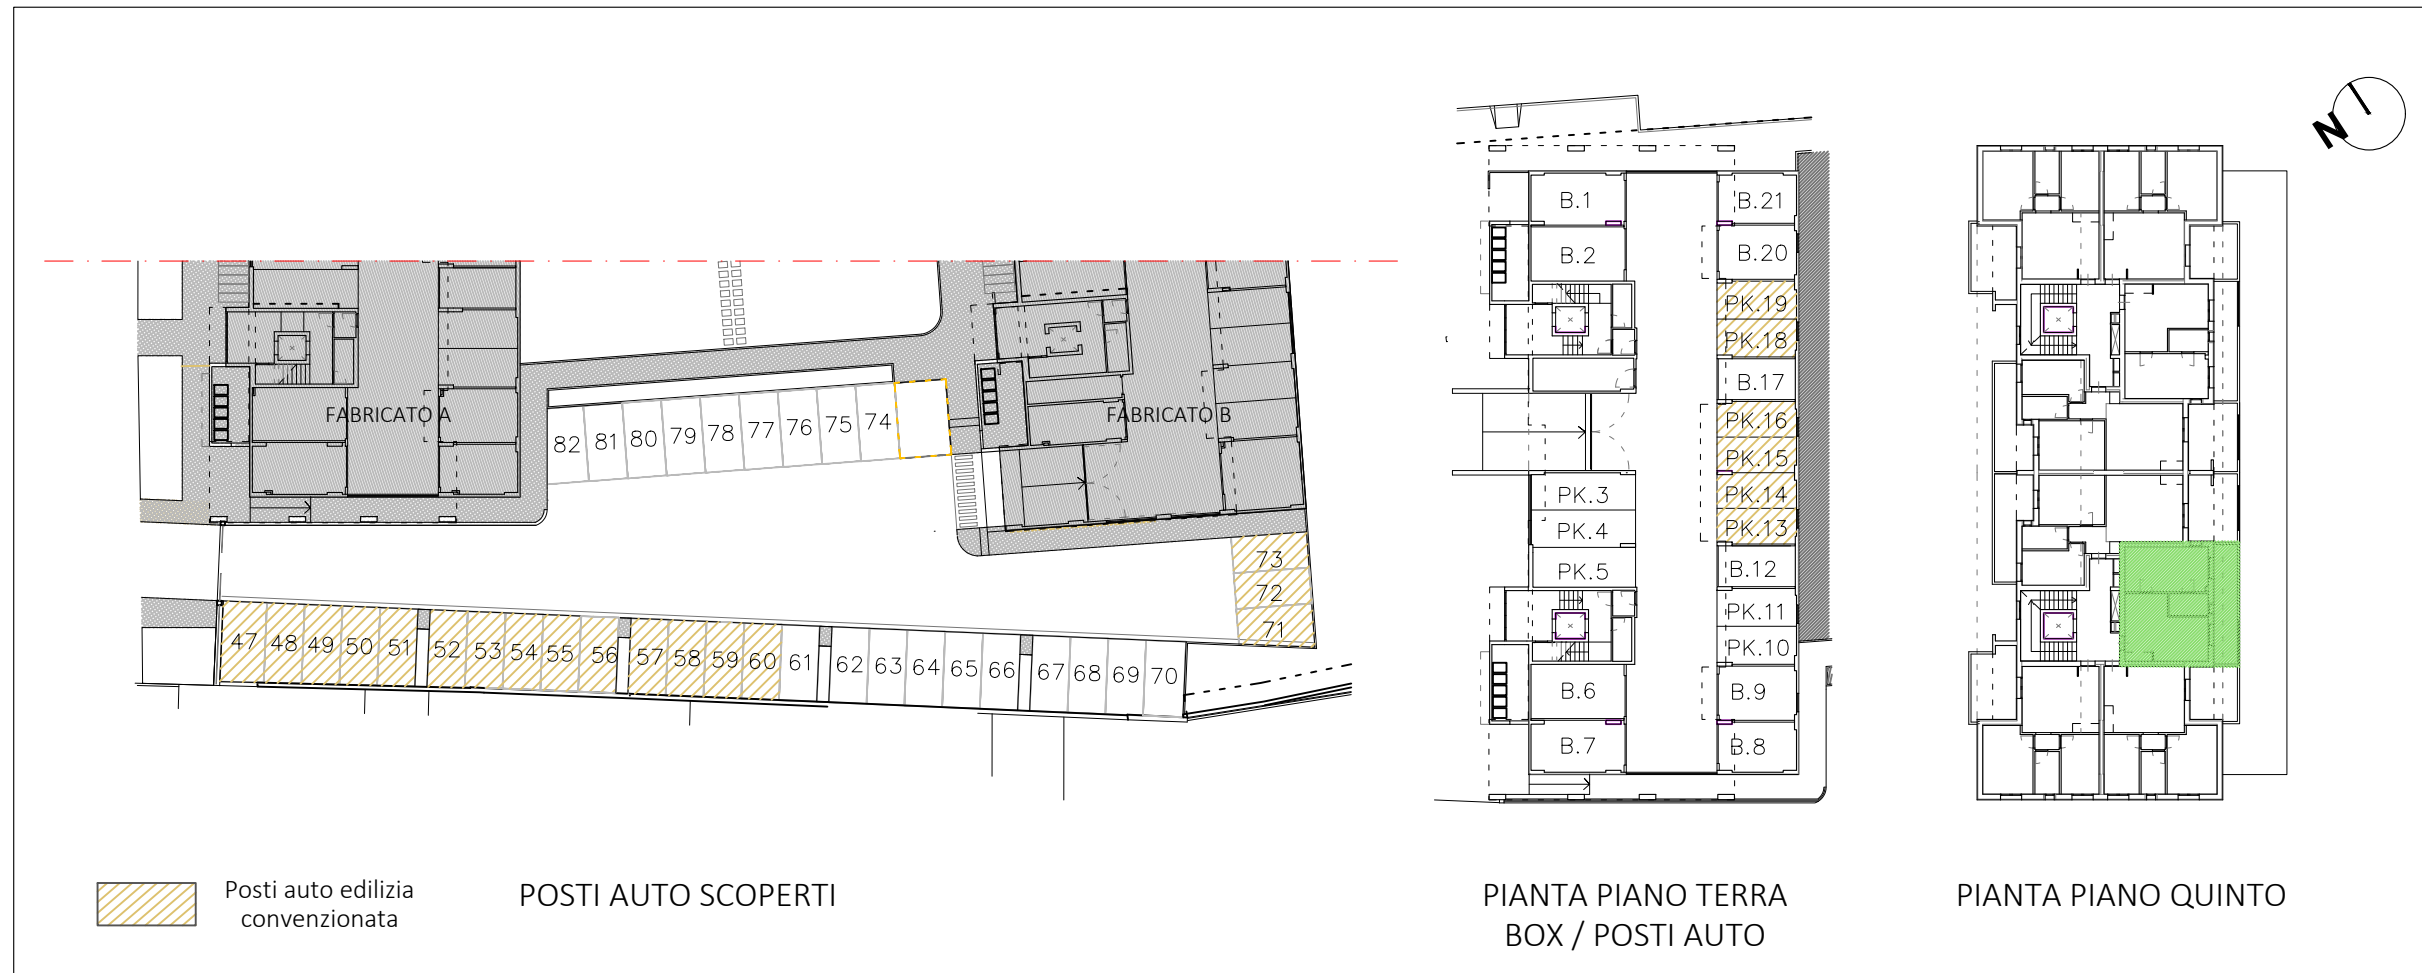 N
B.1
B.21
B.2
B.20
PK.19
PK.18
B.17
PK.16
PK.15
PK.3
PK.14
PK.4
PK.13
PK.5
B.12
PK.11
PK.10
B.6
B.9
B.7
B.8
FABRICATO A
FABRICATO B
82 81 80 79 78 77 76 75 74
73
72
71
47 48 49 50 51 52 53 54 55 56 57 58 59 60 61 62 63 64 65 66 67 68 69 70
Posti auto edilizia
convenzionata
POSTI AUTO SCOPERTI
PIANTA PIANO TERRA
BOX / POSTI AUTO
PIANTA PIANO QUINTO